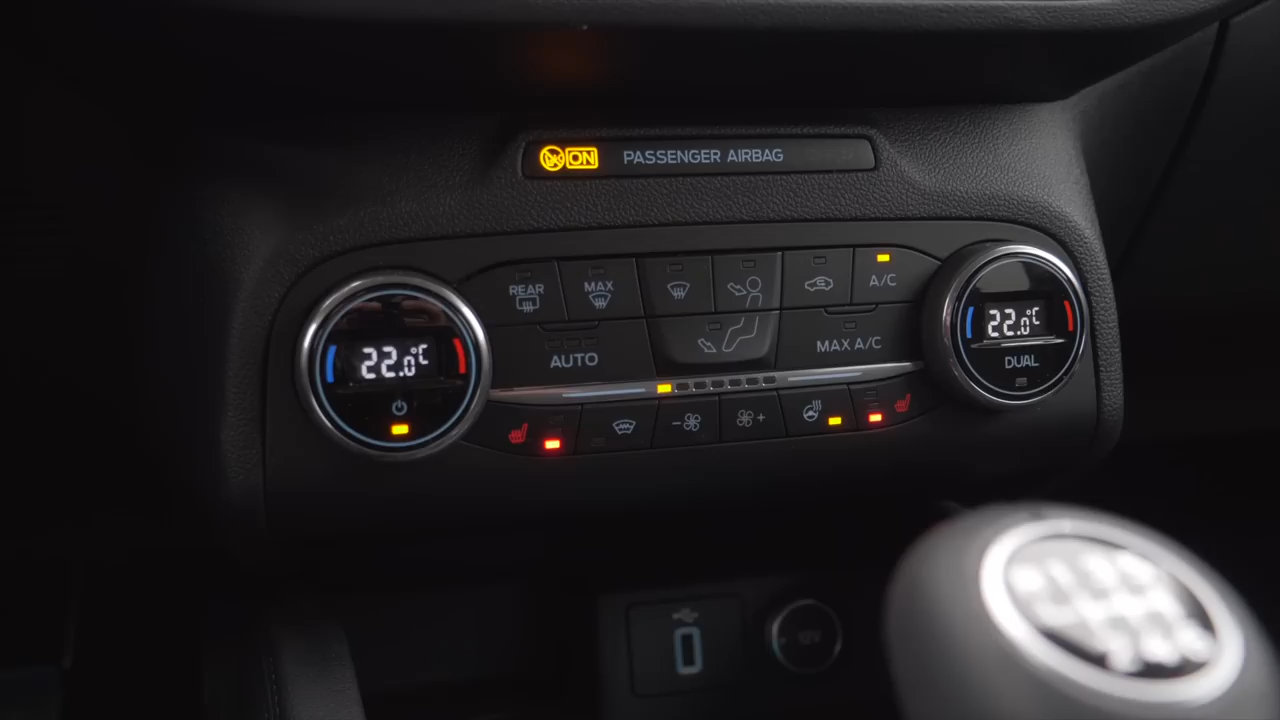 ON PASSENGER AIRBAG
REAR
MAX
A/C
22.0°C
AUTO
MAX A/C
22.0°C
DUAL
- +